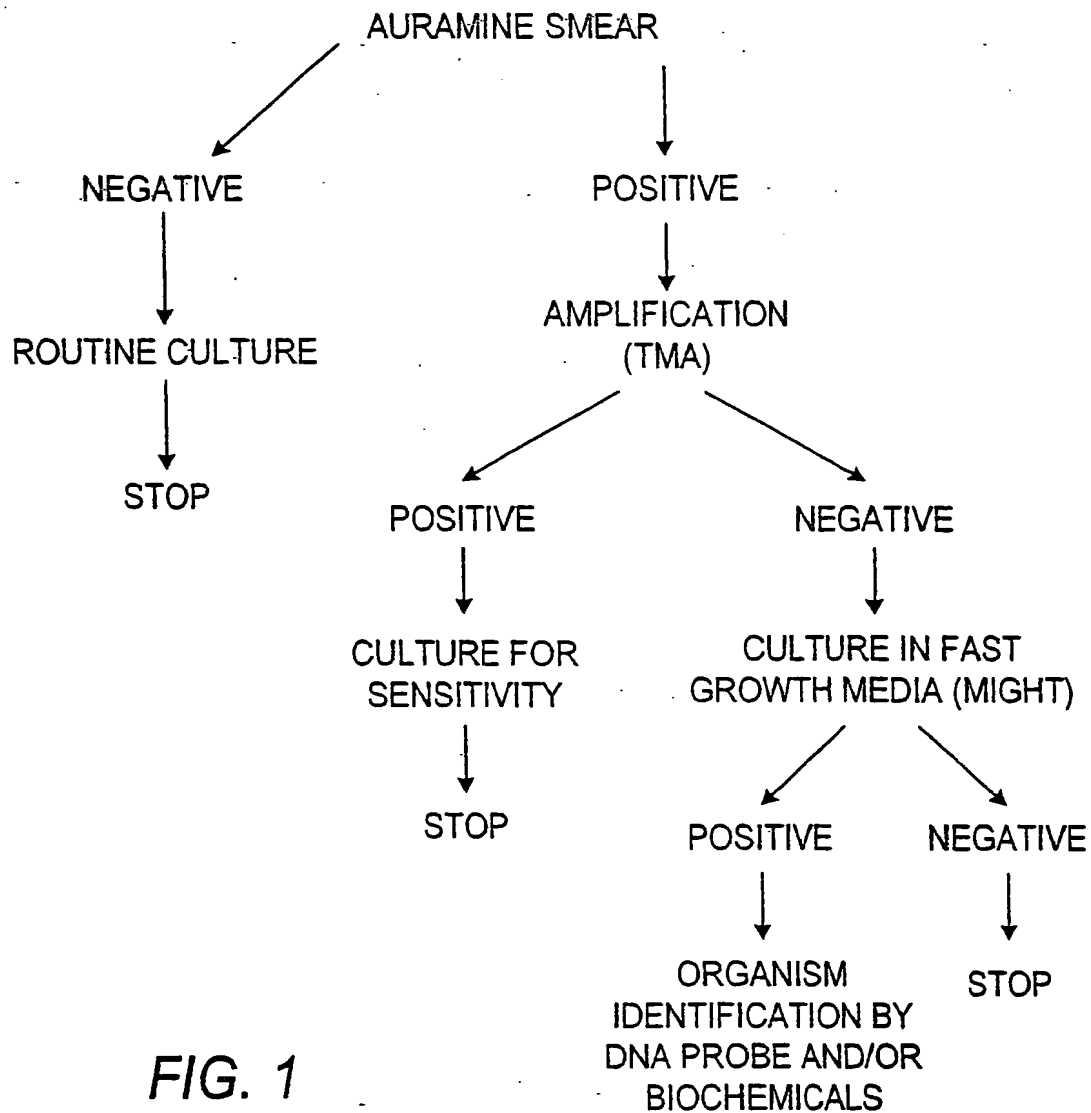 AURAMINE SMEAR
NEGATIVE
POSITIVE
ROUTINE CULTURE
AMPLIFICATION
(TMA)
STOP
POSITIVE
NEGATIVE
CULTURE FOR
SENSITIVITY
CULTURE IN FAST
GROWTH MEDIA (MIGHT)
STOP
POSITIVE
NEGATIVE
ORGANISM
IDENTIFICATION BY
DNA PROBE AND/OR
BIOCHEMICALS
STOP
FIG. 1